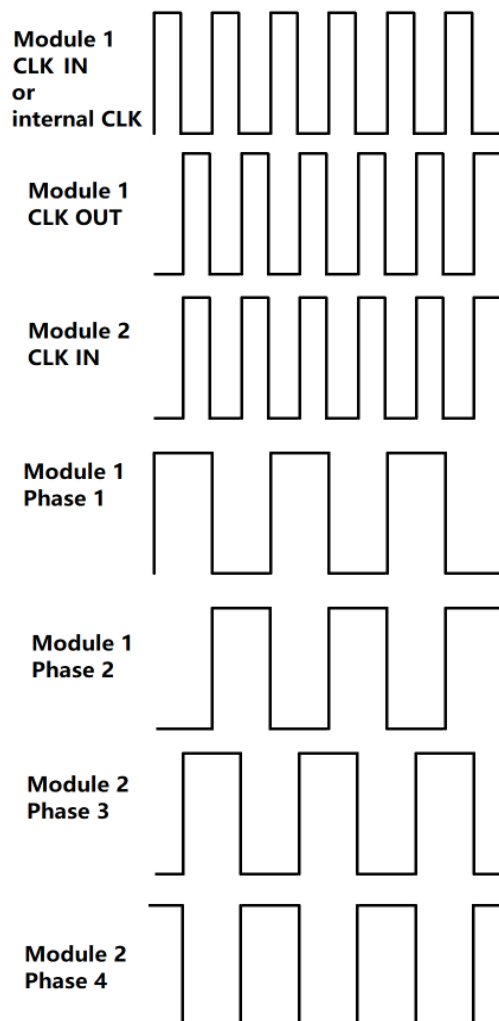 Module 1
CLK IN
or
internal CLK
Module 1
CLK OUT
Module 2
CLK IN
Module 1
Phase 1
Module 1
Phase 2
Module 2
Phase 3
Module 2
Phase 4